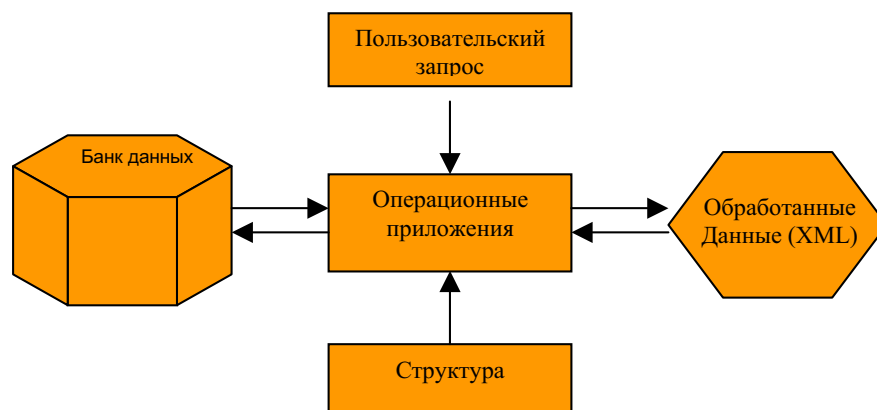 Пользовательский
запрос
Банк данных
Операционные
приложения
Обработанные
Данные (XML)
Структура